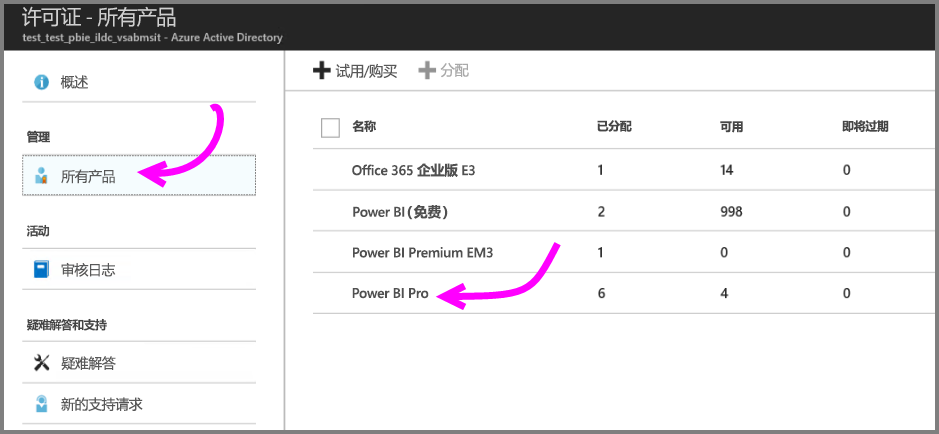 许可证 - 所有产品
test_test_pbie_ildc_vsabmsit - Azure Active Directory
概述
管理
所有产品
活动
审核日志
疑难解答和支持
疑难解答
新的支持请求
试用/购买 分配
名称 已分配 可用 即将过期
Office 365 企业版 E3 1 14 0
Power BI (免费) 2 998 0
Power BI Premium EM3 1 0 0
Power BI Pro 6 4 0